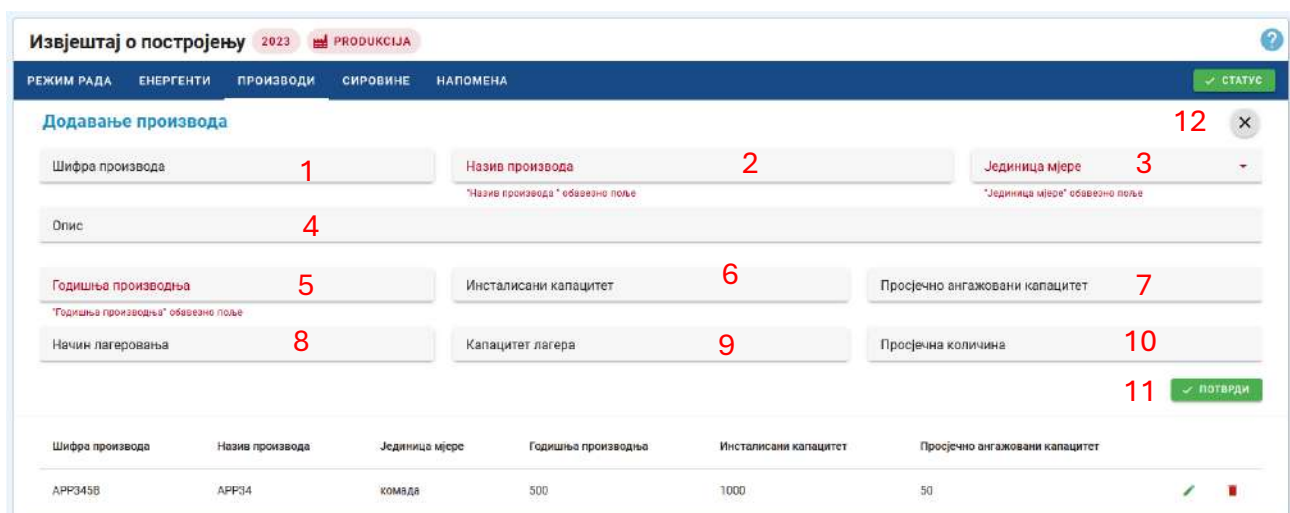 Извјештај о постројењу 2023 PRODUKCIJA
РЕЖИМ РАДА ЕНЕРГЕНТИ ПРОИЗВОДИ СИРОВИНЕ НАПОМЕНА СТАТУС
Додавање производа 12
Шифра производа 1 Назив производа 2 Јединица мјере 3
"Назив производа " обавезно поље "Јединица мјере" обавезно поље
Опис 4
Годишња производња 5 Инсталисани капацитет 6 Просјечно ангажовани капацитет 7
"Годишња производња" обавезно поље
Начин лагеровања 8 Капацитет лагера 9 Просјечна количина 10
11 ПОТВРДИ
Шифра производа Назив производа Јединица мјере Годишња производња Инсталисани капацитет Просјечно ангажовани капацитет
APP345B APP34 комада 500 1000 50